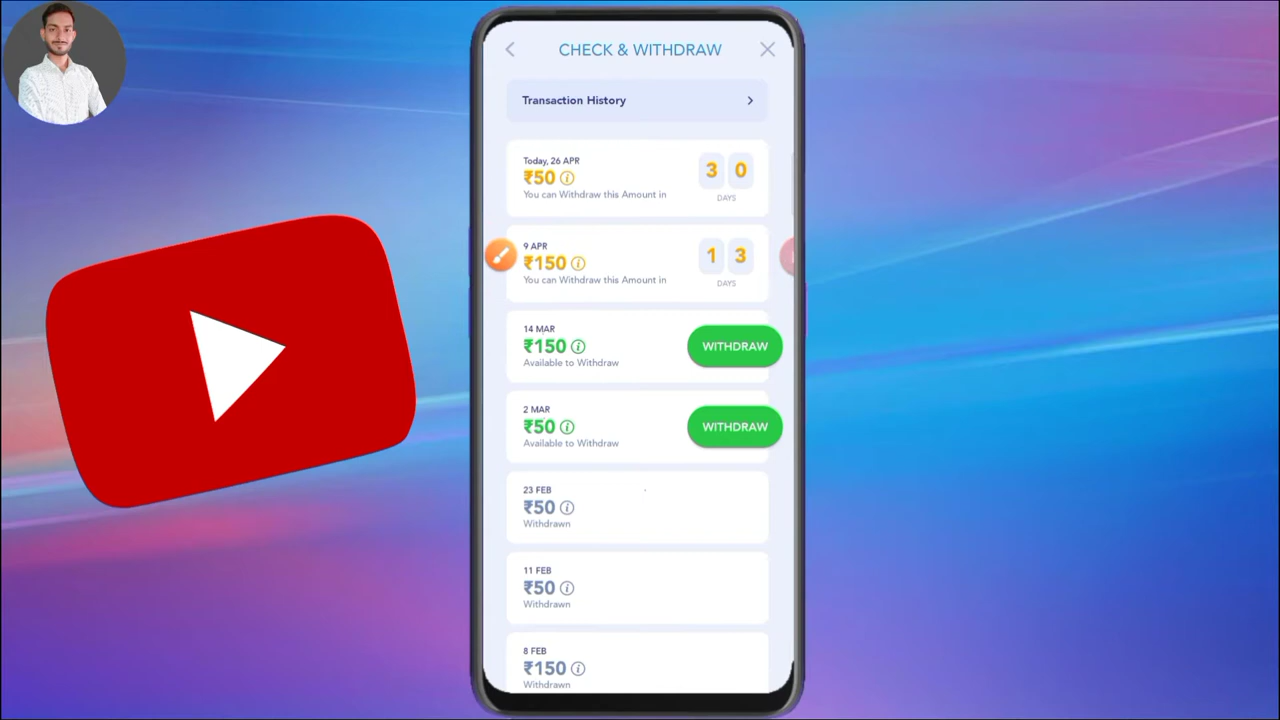 CHECK & WITHDRAW
Transaction History
Today, 26 APR
₹50
You can Withdraw this Amount in
3 0
DAYS
9 APR
₹150
You can Withdraw this Amount in
1 3
DAYS
14 MAR
₹150
Available to Withdraw
WITHDRAW
2 MAR
₹50
Available to Withdraw
WITHDRAW
23 FEB
₹50
Withdrawn
11 FEB
₹50
Withdrawn
8 FEB
₹150
Withdrawn